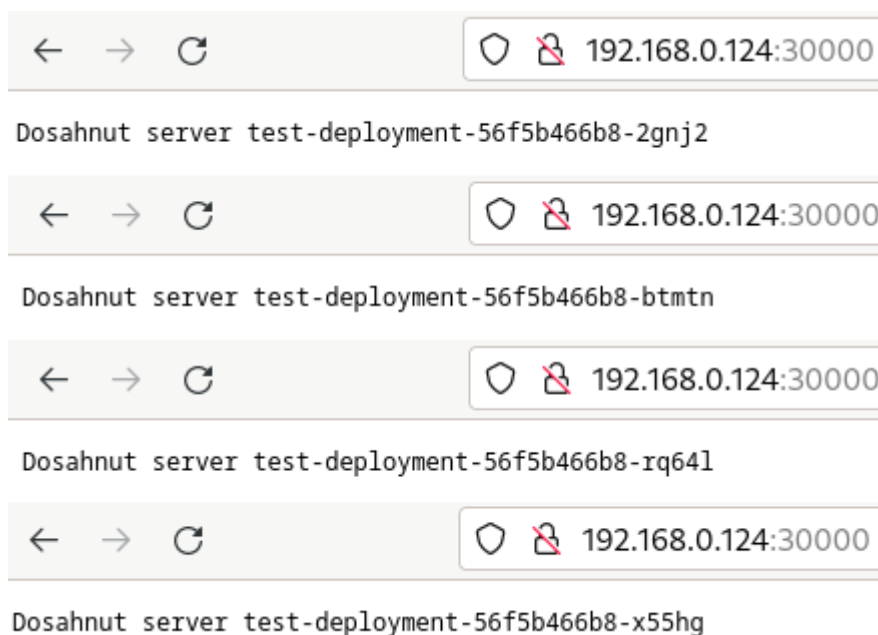 192.168.0.124:30000
Dosahnut server test-deployment-56f5b466b8-2gnj2
192.168.0.124:30000
Dosahnut server test-deployment-56f5b466b8-btmtn
192.168.0.124:30000
Dosahnut server test-deployment-56f5b466b8-rq64l
192.168.0.124:30000
Dosahnut server test-deployment-56f5b466b8-x55hg